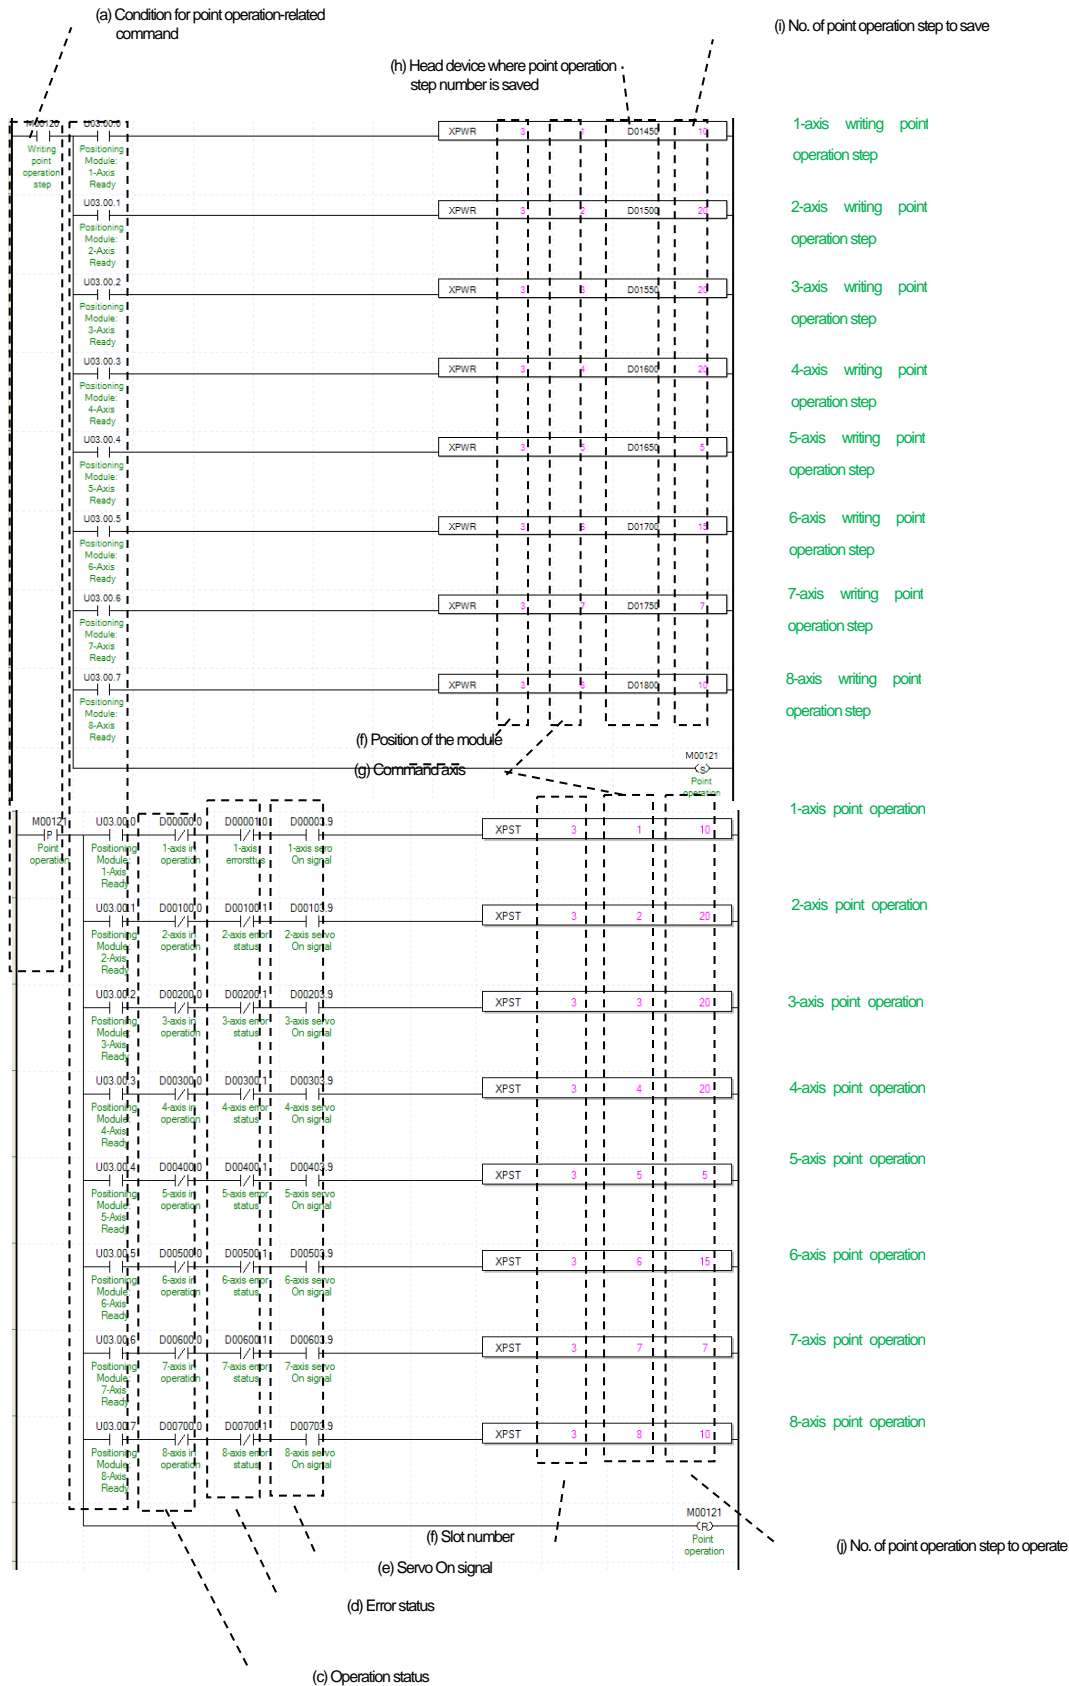 (a) Condition for point operation-related
command
(i) No. of point operation step to save
(h) Head device where point operation
step number is saved
M00120 U03.00.0 XPWR 3 1 D01450 10
Writing
point
operation
step
Positioning
Module:
1-Axis
Ready
1-axis writing point
operation step
U03.00.1 XPWR 3 2 D01500 20
Positioning
Module:
2-Axis
Ready
2-axis writing point
operation step
U03.00.2 XPWR 3 3 D01550 20
Positioning
Module:
3-Axis
Ready
3-axis writing point
operation step
U03.00.3 XPWR 3 4 D01600 20
Positioning
Module:
4-Axis
Ready
4-axis writing point
operation step
U03.00.4 XPWR 3 5 D01650 5
Positioning
Module:
5-Axis
Ready
5-axis writing point
operation step
U03.00.5 XPWR 3 6 D01700 15
Positioning
Module:
6-Axis
Ready
6-axis writing point
operation step
U03.00.6 XPWR 3 7 D01750 7
Positioning
Module:
7-Axis
Ready
7-axis writing point
operation step
U03.00.7 XPWR 3 8 D01800 10
Positioning
Module:
8-Axis
Ready
8-axis writing point
operation step
(f) Position of the module
(g) Command axis
M00121
(S)
Point
operation
1-axis point operation
M00121 U03.00.0 D00000.0 D00001.0 D00003.9 XPST 3 1 10
P
Point
operation
Positioning
Module:
1-Axis
Ready
1-axis in
operation
1-axis
errorsttus
1-axis sero
On signal
2-axis point operation
U03.00.1 D00100.0 D00100.1 D00103.9 XPST 3 2 20
Positioning
Module:
2-Axis
Ready
2-axis in
operation
2-axis error
status
2-axis servo
On signal
3-axis point operation
U03.00.2 D00200.0 D00200.1 D00203.9 XPST 3 3 20
Positioning
Module:
3-Axis
Ready
3-axis in
operation
3-axis error
status
3-axis servo
On signal
4-axis point operation
U03.00.3 D00300.0 D00300.1 D00303.9 XPST 3 4 20
Positioning
Module:
4-Axis
Ready
4-axis in
operation
4-axis error
status
4-axis servo
On signal
5-axis point operation
U03.00.4 D00400.0 D00400.1 D00403.9 XPST 3 5 5
Positioning
Module:
5-Axis
Ready
5-axis in
operation
5-axis error
status
5-axis servo
On signal
6-axis point operation
U03.00.5 D00500.0 D00500.1 D00503.9 XPST 3 6 15
Positioning
Module:
6-Axis
Ready
6-axis in
operation
6-axis error
status
6-axis servo
On signal
7-axis point operation
U03.00.6 D00600.0 D00600.1 D00603.9 XPST 3 7 7
Positioning
Module:
7-Axis
Ready
7-axis in
operation
7-axis error
status
7-axis servo
On signal
8-axis point operation
U03.00.7 D00700.0 D00700.1 D00703.9 XPST 3 8 10
Positioning
Module:
8-Axis
Ready
8-axis in
operation
8-axis error
status
8-axis servo
On signal
M00121
(R)
Point
operation
(f) Slot number
(j) No. of point operation step to operate
(e) Servo On signal
(d) Error status
(c) Operation status